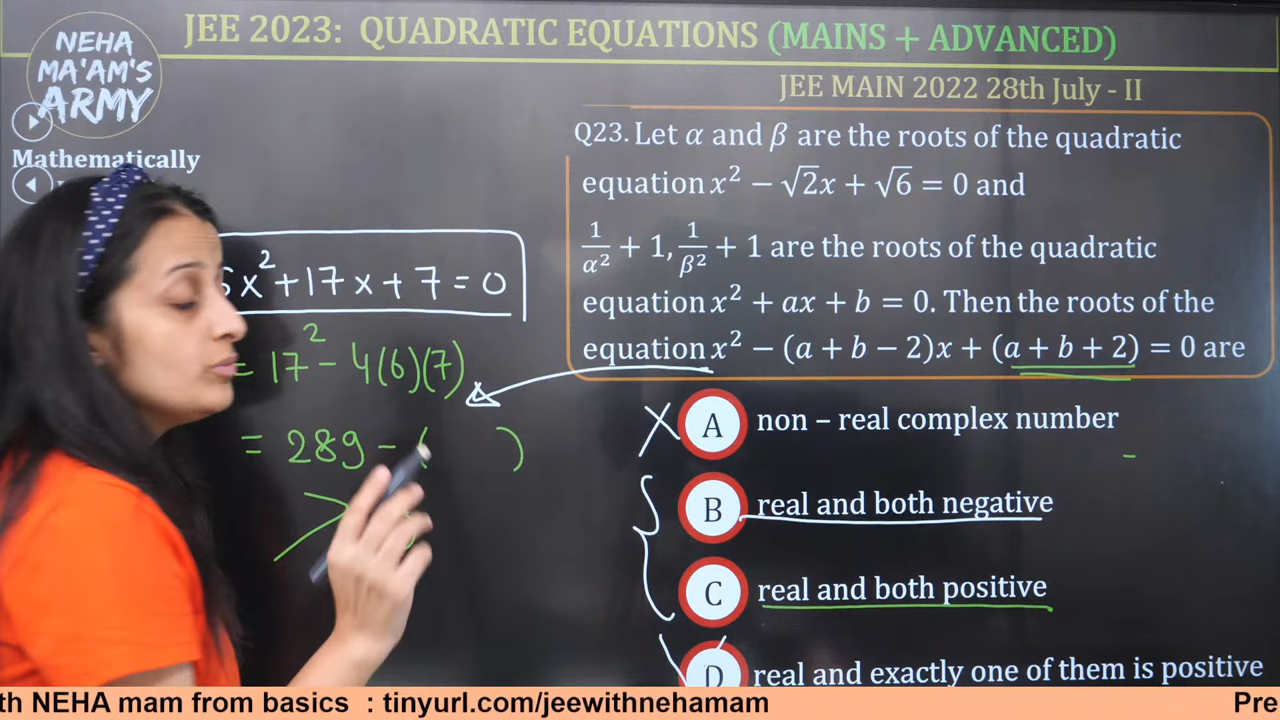 JEE 2023: QUADRATIC EQUATIONS (MAINS + ADVANCED)
NEHA
MA'AM'S
ARMY
Mathematically
JEE MAIN 2022 28th July - II
Q23. Let α and β are the roots of the quadratic
equation x² − √2x + √6 = 0 and
1/α² + 1, 1/β² + 1 are the roots of the quadratic
equation x² + ax + b = 0. Then the roots of the
equation x² − (a + b − 2)x + (a + b + 2) = 0 are
A non – real complex number
B real and both negative
C real and both positive
D real and exactly one of them is positive
x² + 17x + 7 = 0
= 17² − 4(6)(7)
= 289 − ( )
th NEHA mam from basics : tinyurl.com/jeewithnehamam
Pre